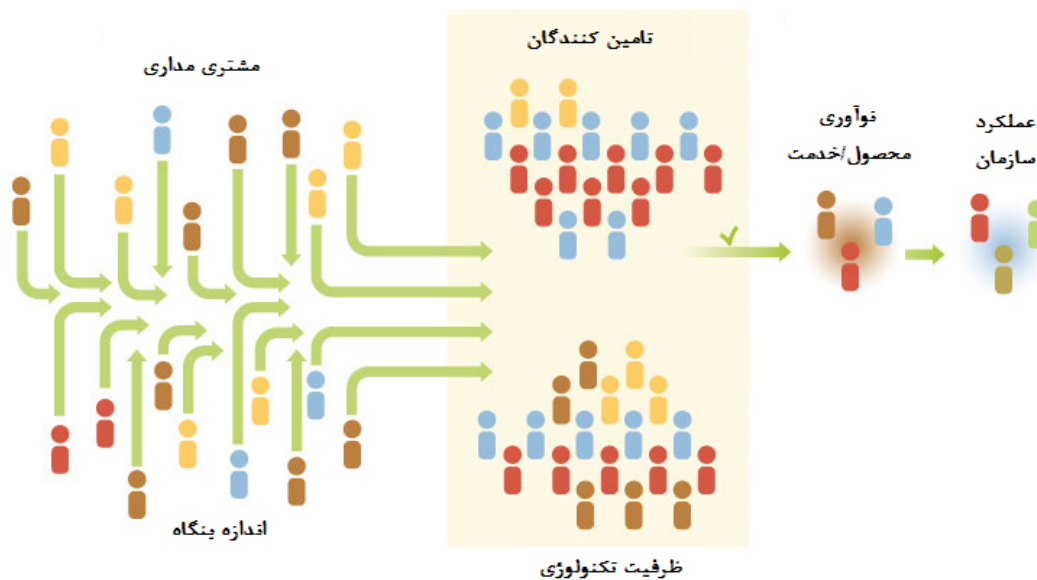 تامین کنندگان
مشتری مداری
نوآوری
محصول/خدمت
عملکرد
سازمان
اندازه بنگاه
ظرفیت تکنولوژی